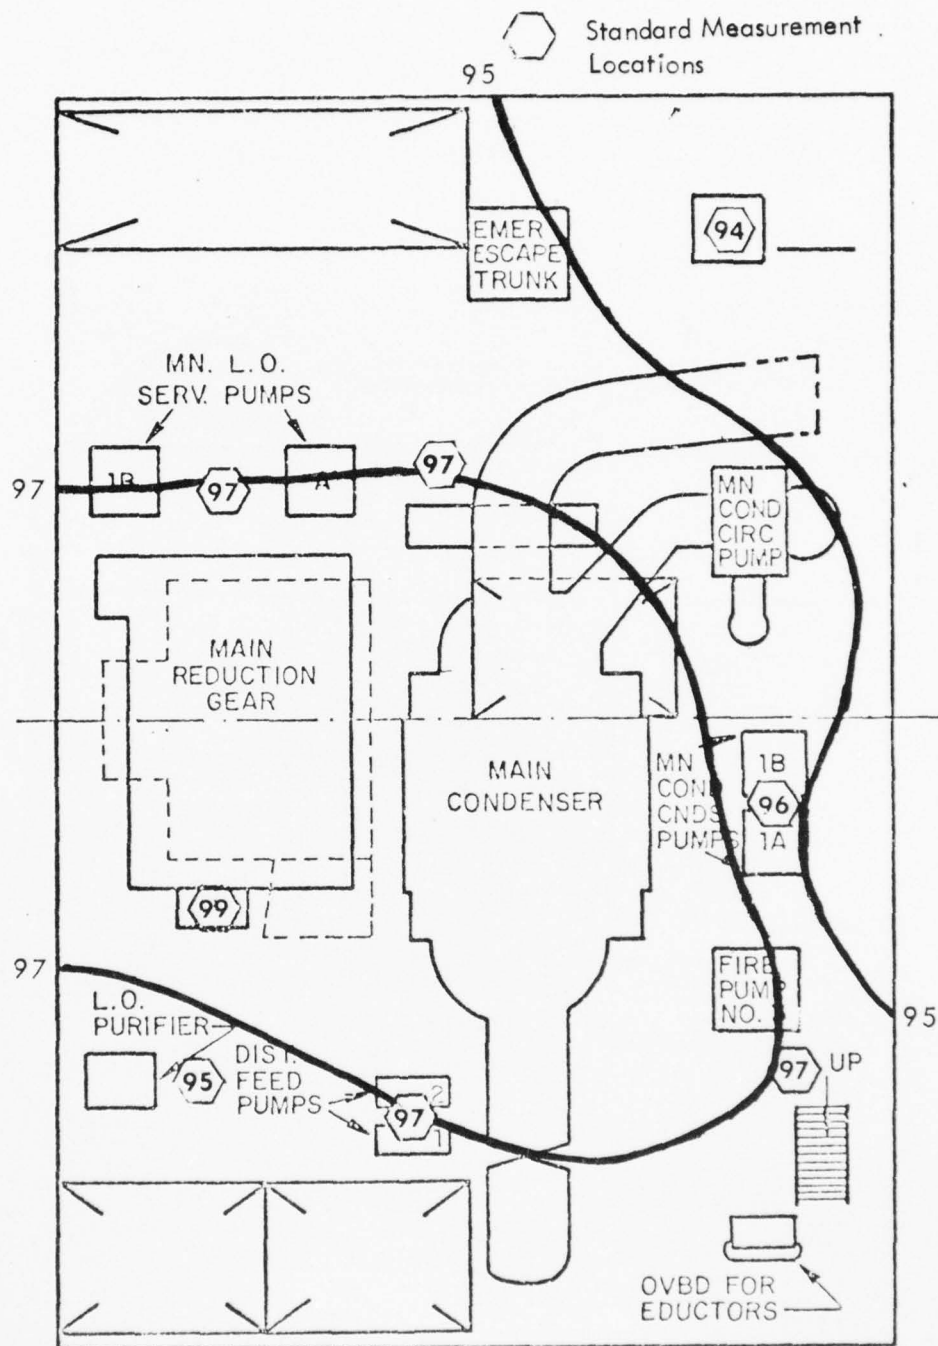 Standard Measurement
Locations
95
EMER
ESCAPE
TRUNK
94
MN. L.O.
SERV. PUMPS
97
1B
97
A
97
MN
COND
CIRC
PUMP
MAIN
REDUCTION
GEAR
MAIN
CONDENSER
MN
COND
CNDS
PUMPS
1B
96
1A
99
97
FIRE
PUMP
NO.
95
L.O.
PURIFIER
95
DIST.
FEED
PUMPS
2
97
1
97
UP
OVBD FOR
EDUCTORS